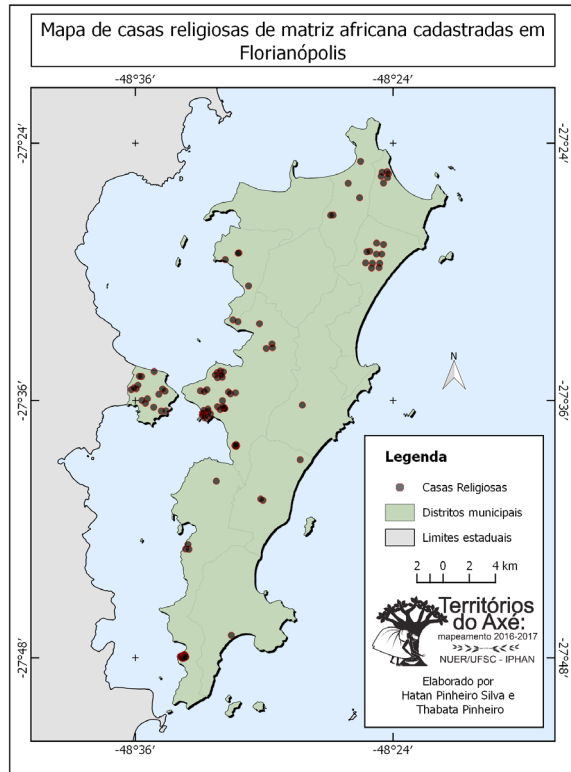 Mapa de casas religiosas de matriz africana cadastradas em
Florianópolis
-48°36′
-48°24′
-27°24′
-27°24′
-27°36′
-27°36′
-27°48′
-27°48′
-48°36′
-48°24′
N
Legenda
Casas Religiosas
Distritos municipais
Limites estaduais
2 0 2 4 km
Territórios
do Axé:
mapeamento 2016-2017
NUER/UFSC - IPHAN
Elaborado por
Hatan Pinheiro Silva e
Thabata Pinheiro